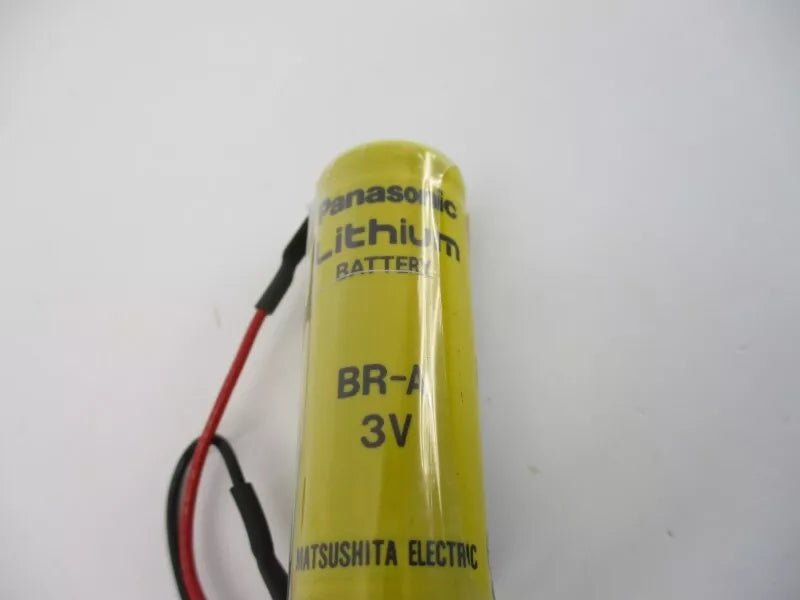 Panasonic
Lithium
BATTERY
BR-A
3V
MATSUSHITA ELECTRIC